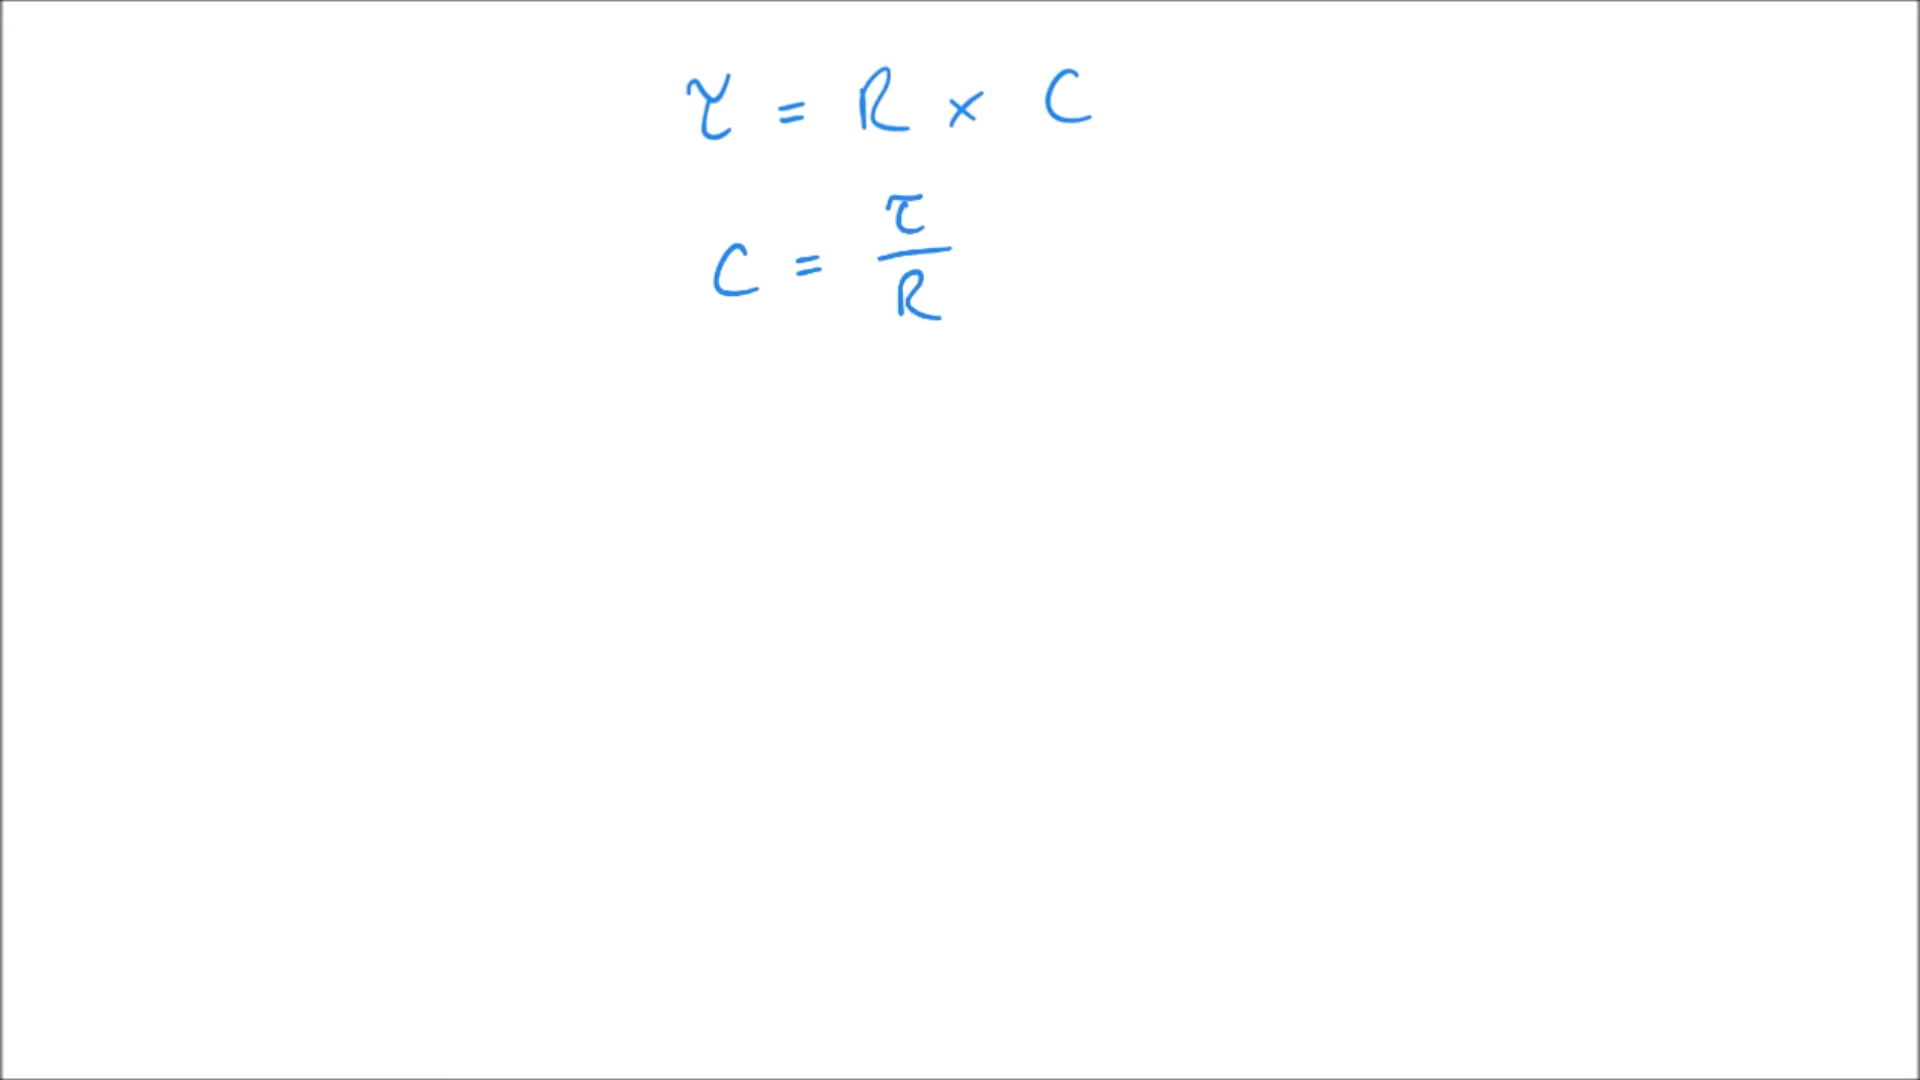 τ = R × C
C = τ/R